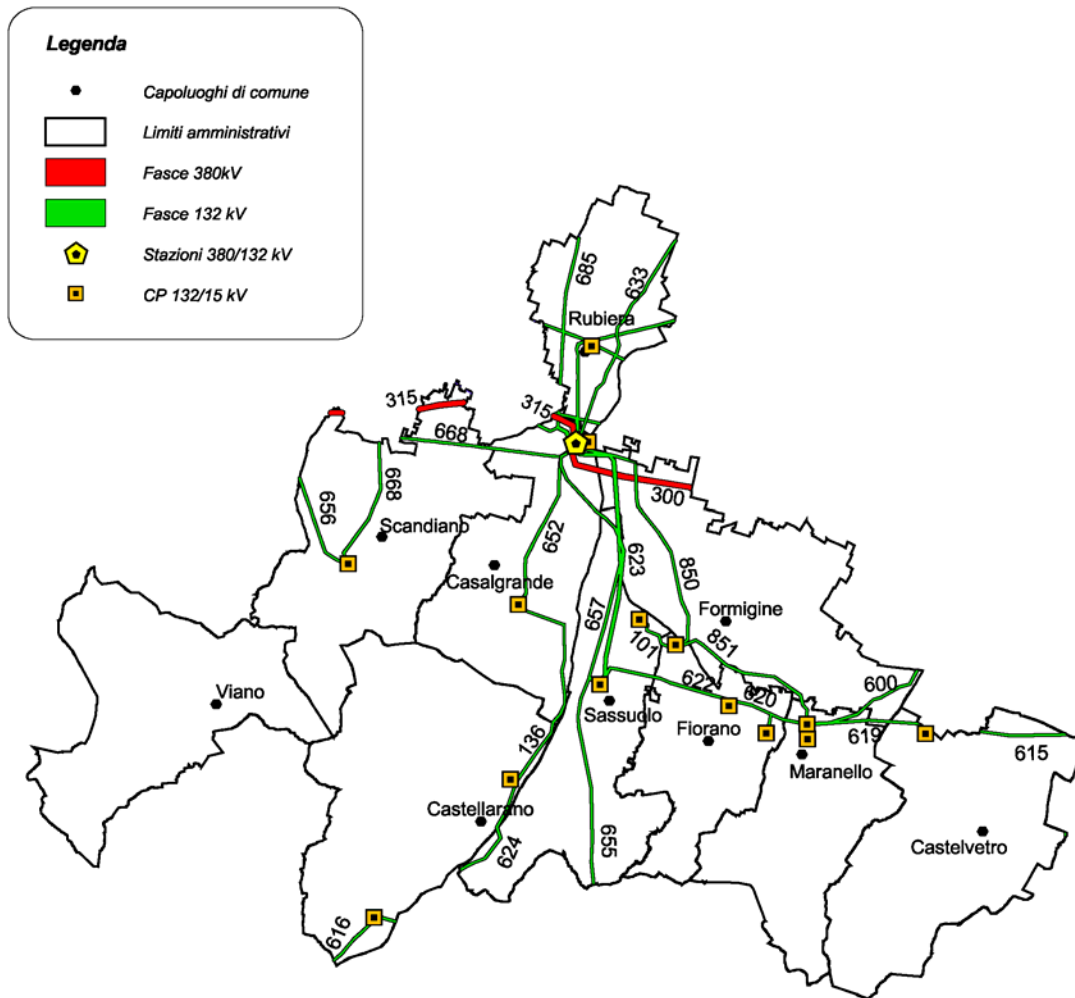 Legenda
Capoluoghi di comune
Limiti amministrativi
Fasce 380kV
Fasce 132 kV
Stazioni 380/132 kV
CP 132/15 kV
685
633
Rubiera
315
315
668
300
656
668
Scandiano
652
Casalgrande
623
850
657
Formigine
101
851
622
620
600
Viano
Sassuolo
Fiorano
619
615
136
Maranello
Castellarano
624
655
Castelvetro
616